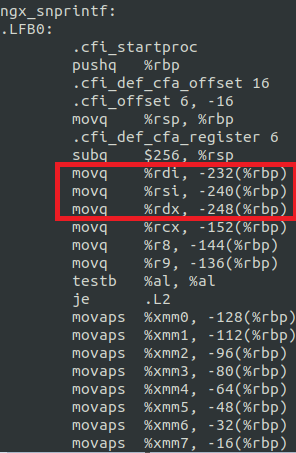 ngx_snprintf:
.LFB0:
.cfi_startproc
pushq %rbp
.cfi_def_cfa_offset 16
.cfi_offset 6, -16
movq %rsp, %rbp
.cfi_def_cfa_register 6
subq $256, %rsp
movq %rdi, -232(%rbp)
movq %rsi, -240(%rbp)
movq %rdx, -248(%rbp)
movq %rcx, -152(%rbp)
movq %r8, -144(%rbp)
movq %r9, -136(%rbp)
testb %al, %al
je .L2
movaps %xmm0, -128(%rbp)
movaps %xmm1, -112(%rbp)
movaps %xmm2, -96(%rbp)
movaps %xmm3, -80(%rbp)
movaps %xmm4, -64(%rbp)
movaps %xmm5, -48(%rbp)
movaps %xmm6, -32(%rbp)
movaps %xmm7, -16(%rbp)